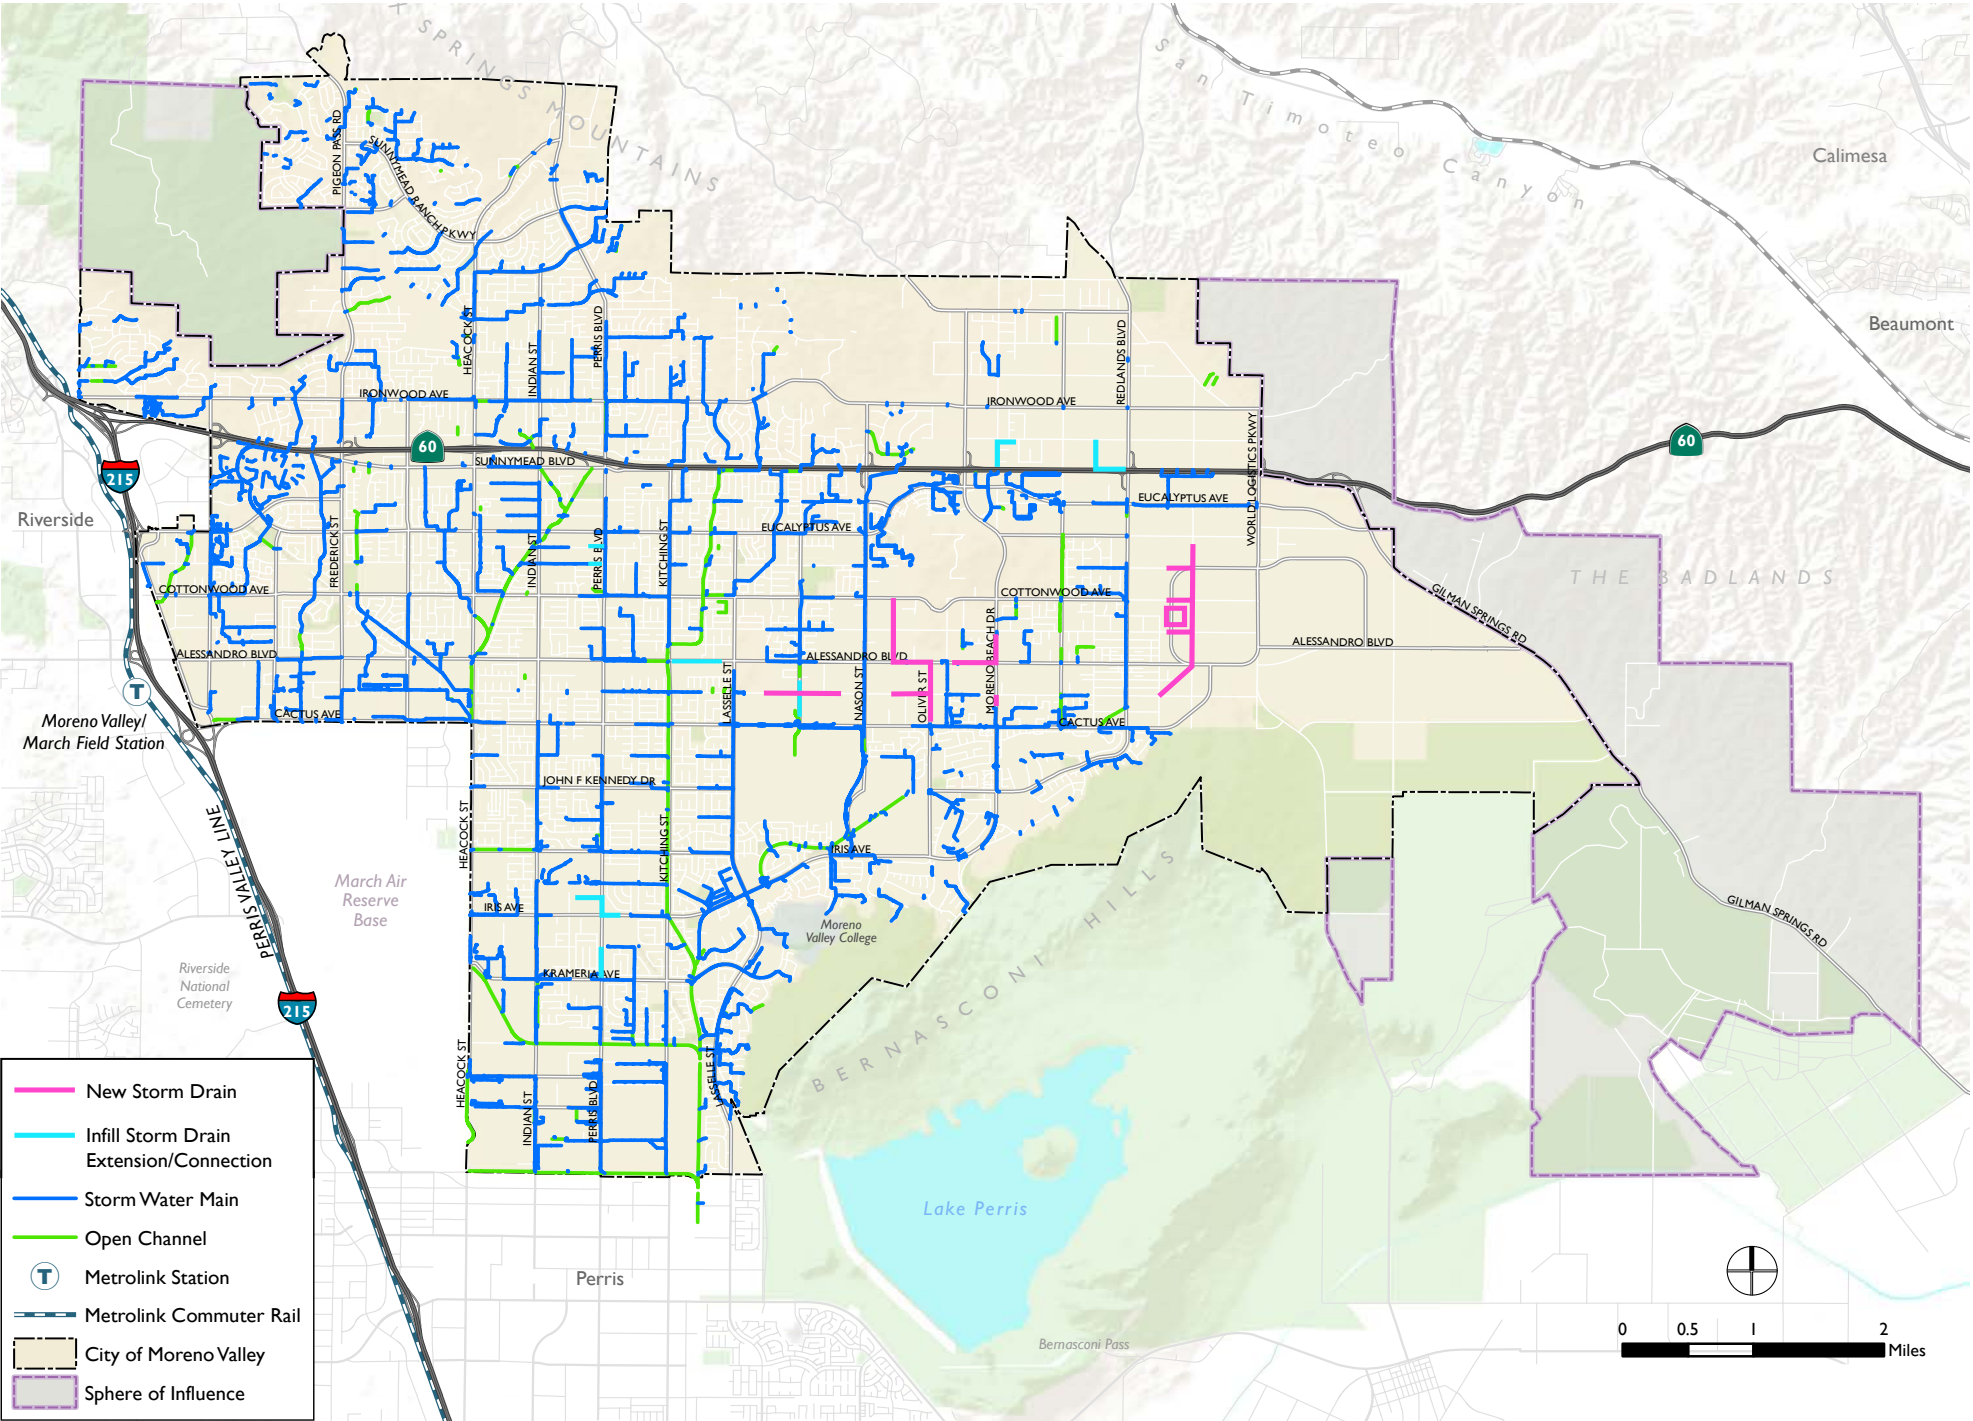 X SPRINGS MOUNTAINS
San Timoteo Canyon
Calimesa
Beaumont
PIGEON PASS RD
SUNNYMEAD RANCH PKWY
HEACOCK ST
INDIAN ST
PERRIS BLVD
REDLANDS BLVD
IRONWOOD AVE
IRONWOOD AVE
WORLD LOGISTICS PKWY
60
60
SUNNYMEAD BLVD
215
Riverside
EUCALYPTUS AVE
EUCALYPTUS AVE
FREDERICK ST
INDIAN ST
PERRIS BLVD
KITCHING ST
THE BADLANDS
COTTONWOOD AVE
COTTONWOOD AVE
GILMAN SPRINGS RD
MORENO BEACH DR
ALESSANDRO BLVD
ALESSANDRO BLVD
ALESSANDRO BLVD
LASSELLE ST
NASON ST
OLIVIR ST
T
Moreno Valley/
March Field Station
CACTUS AVE
CACTUS AVE
JOHN F KENNEDY DR
HEACOCK ST
KITCHING ST
PERRIS VALLEY LINE
IRIS AVE
March Air
Reserve
Base
IRIS AVE
Moreno
Valley College
GILMAN SPRINGS RD
BERNASCONI HILLS
Riverside
National
Cemetery
KRAMERIA AVE
215
HEACOCK ST
INDIAN ST
PERRIS BLVD
LASSELLE ST
Lake Perris
Perris
Bernasconi Pass
New Storm Drain
Infill Storm Drain
Extension/Connection
Storm Water Main
Open Channel
T
Metrolink Station
Metrolink Commuter Rail
City of Moreno Valley
Sphere of Influence
0 0.5 1 2
Miles